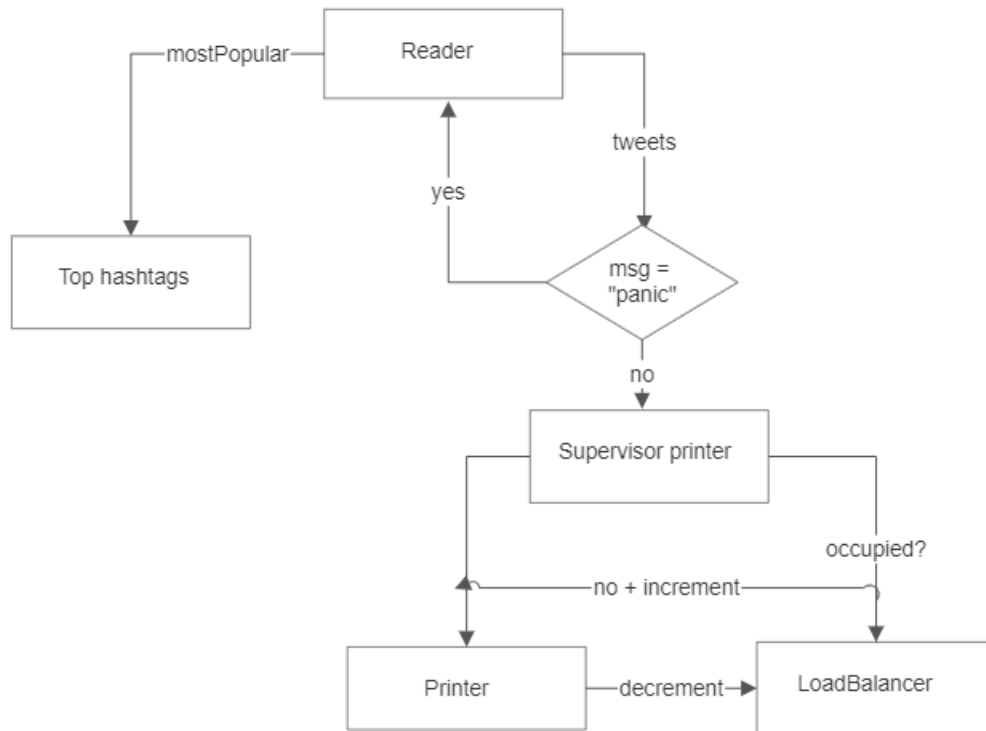 mostPopular
Reader
tweets
yes
Top hashtags
msg =
"panic"
no
Supervisor printer
occupied?
no + increment
Printer
decrement
LoadBalancer